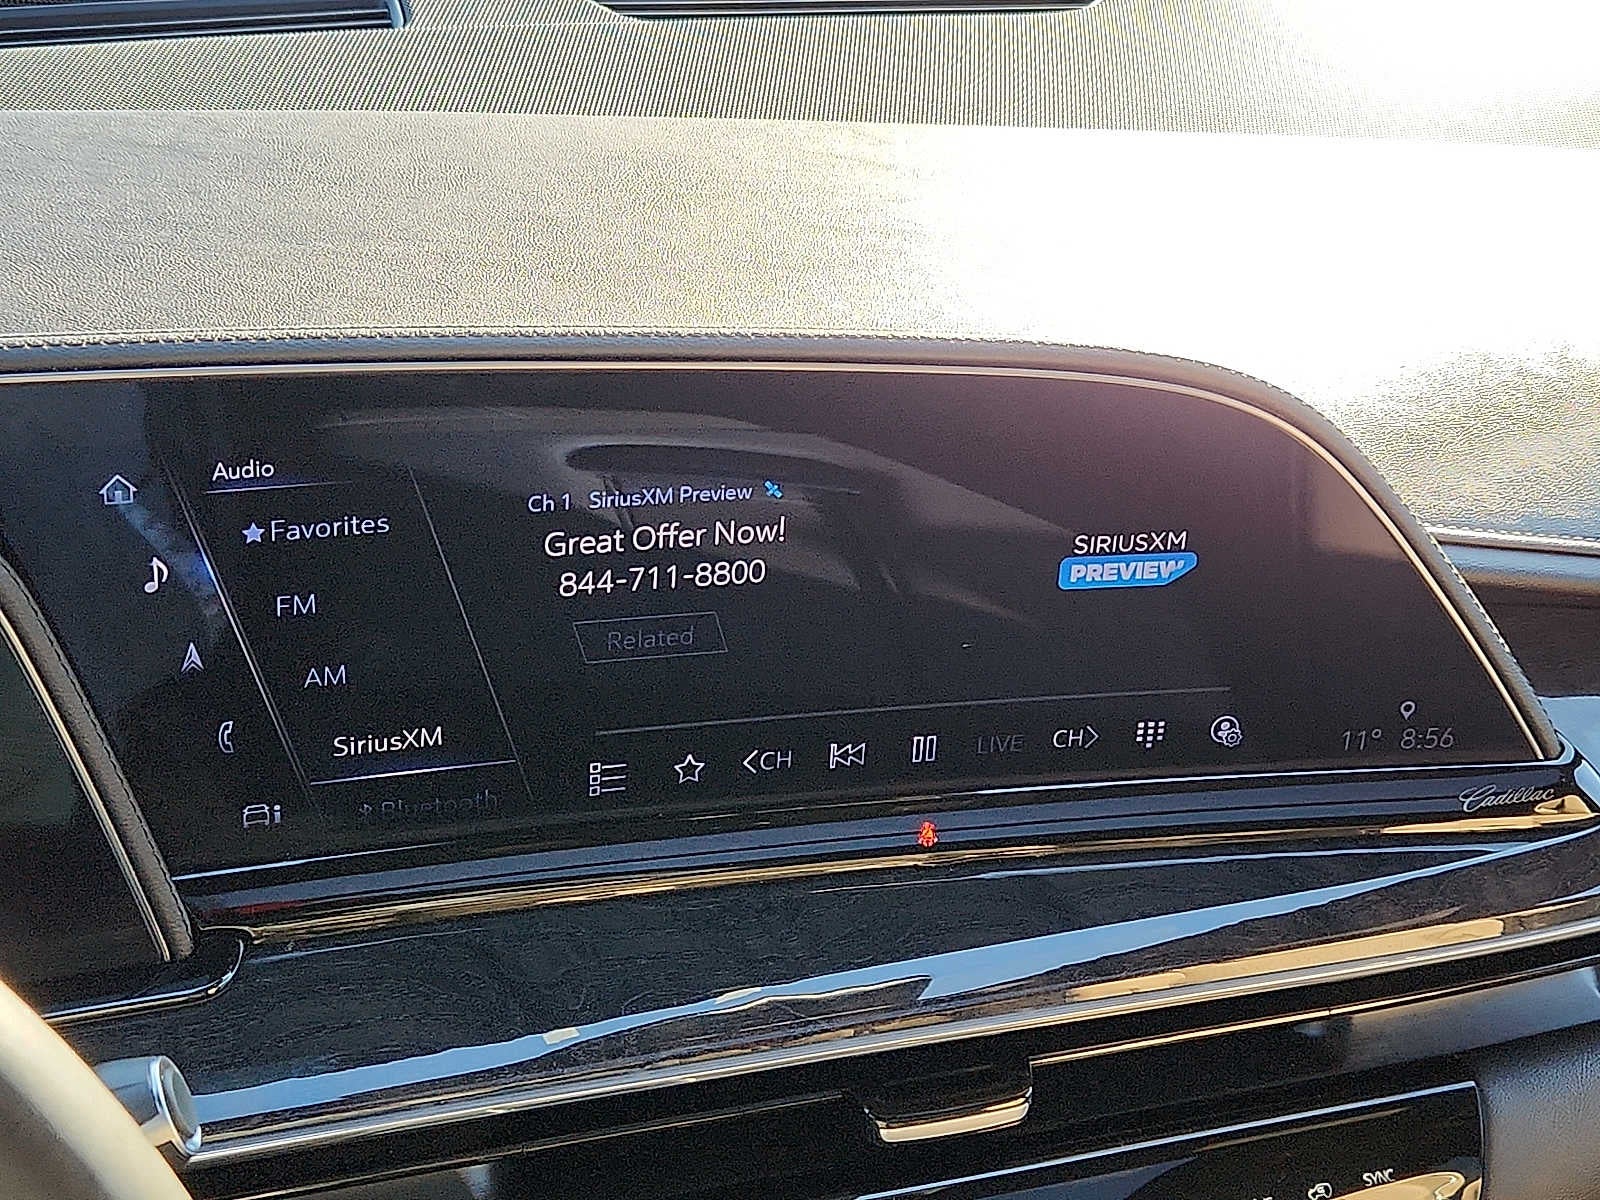 Audio
Favorites
FM
AM
SiriusXM
Bluetooth
Ch 1 SiriusXM Preview
Great Offer Now!
844-711-8800
Related
SIRIUSXM
PREVIEW
<CH
LIVE
CH>
11° 8:56
Cadillac
SYNC